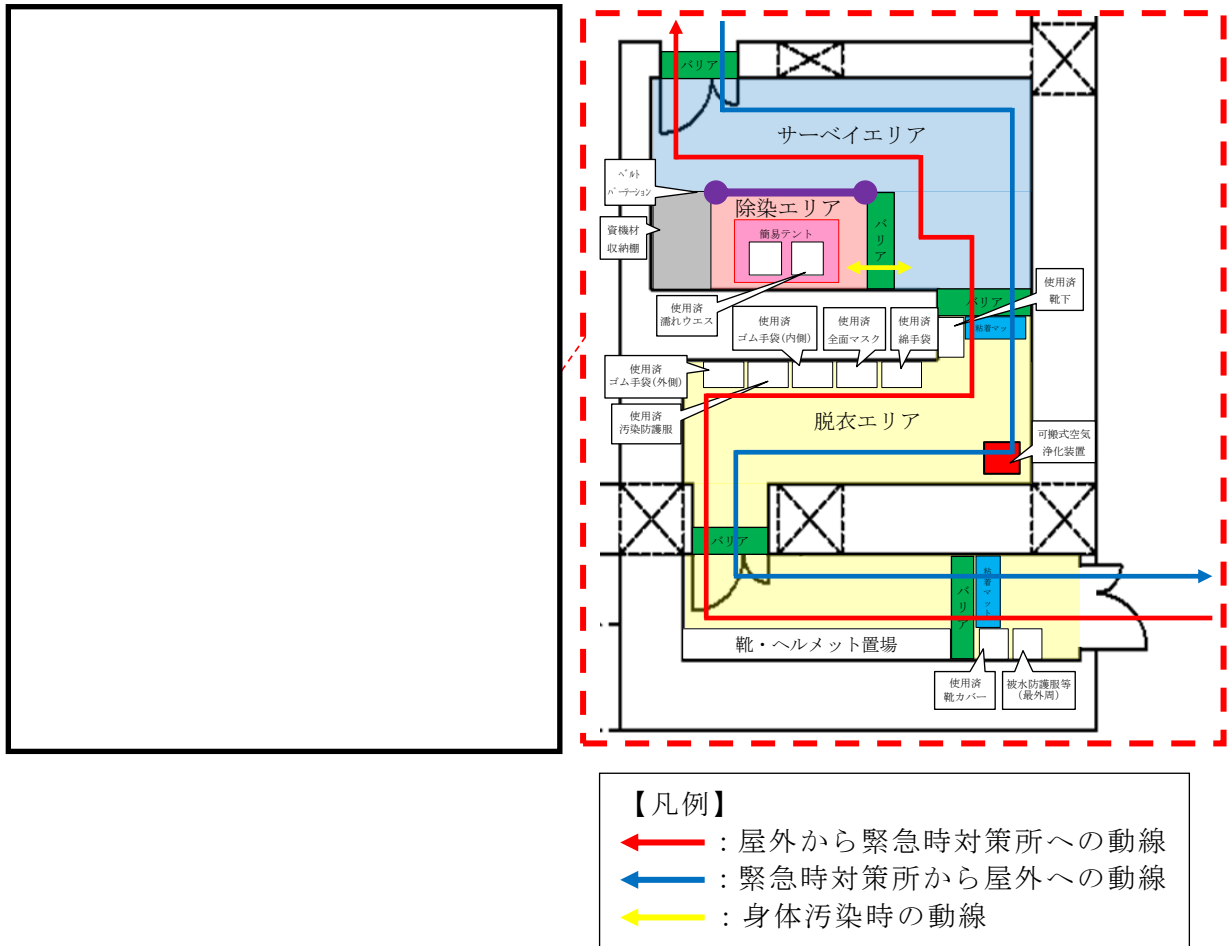 バリア
サーベイエリア
ベルト
パーテーション
除染エリア
資機材
収納棚
簡易テント
バリア
使用済
濡れウエス
使用済
ゴム手袋(内側)
使用済
全面マスク
使用済
綿手袋
使用済
靴下
バリア
粘着マッ
使用済
ゴム手袋(外側)
使用済
汚染防護服
脱衣エリア
可搬式空気
浄化装置
バリア
バリア
粘着マット
靴・ヘルメット置場
使用済
靴カバー
被水防護服等
(最外周)
【凡例】
：屋外から緊急時対策所への動線
：緊急時対策所から屋外への動線
：身体汚染時の動線